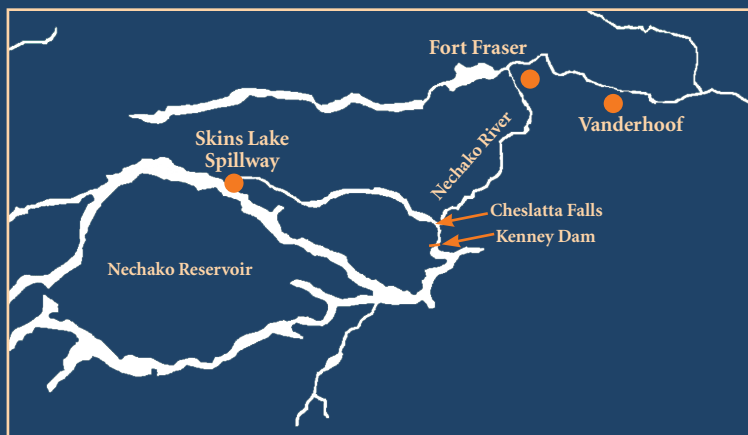 Fort Fraser
Vanderhoof
Skins Lake
Spillway
Nechako River
Cheslatta Falls
Kenney Dam
Nechako Reservoir